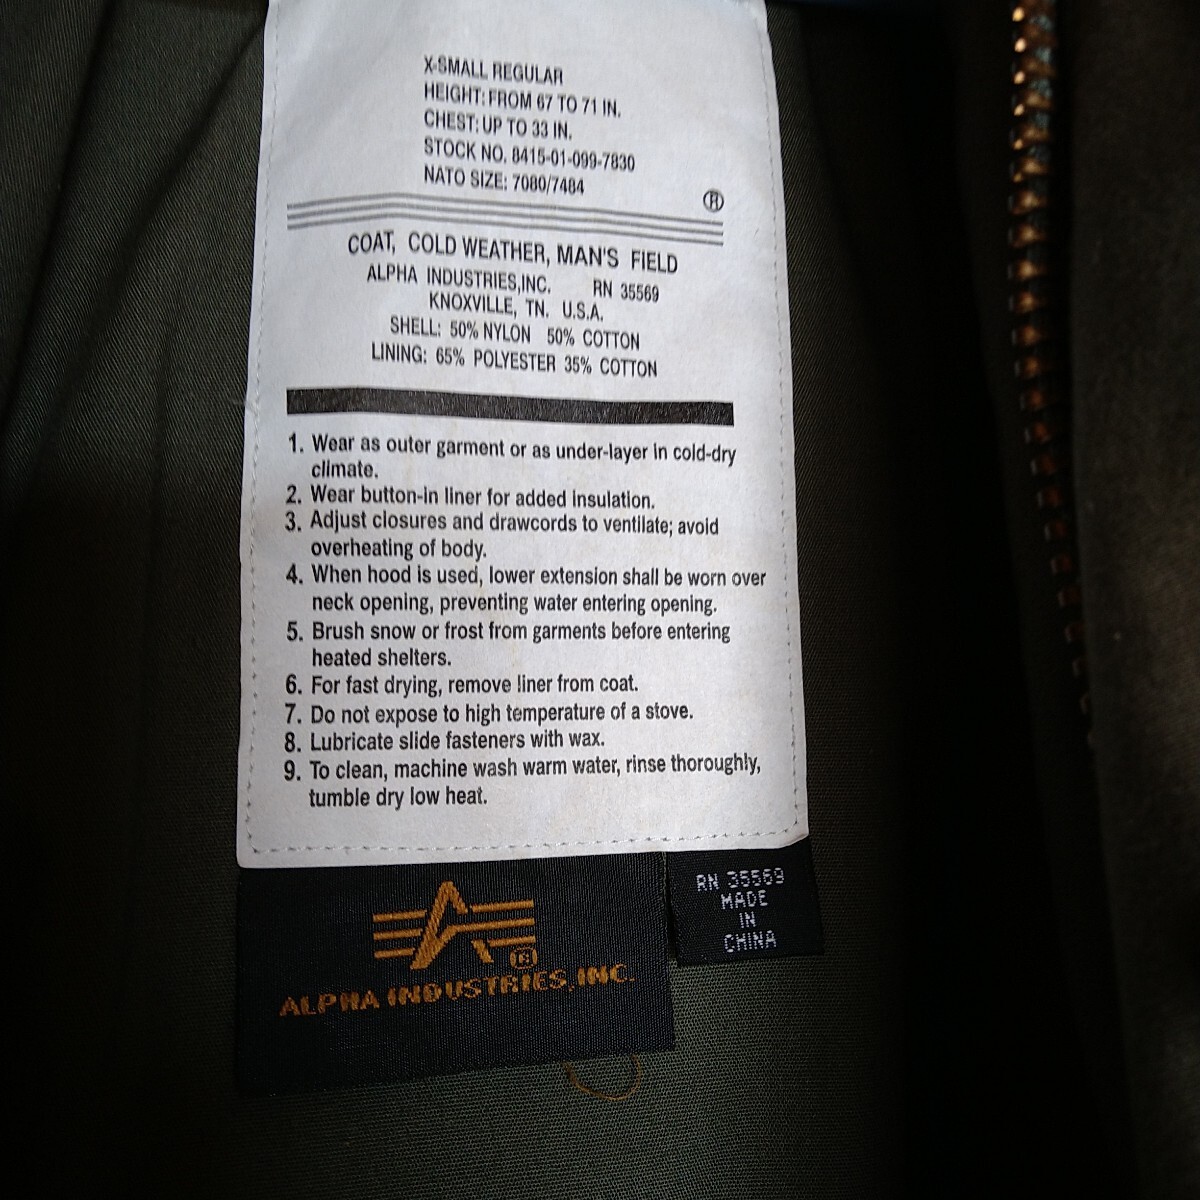 X-SMALL REGULAR
HEIGHT: FROM 67 TO 71 IN.
CHEST: UP TO 33 IN.
STOCK NO. 8415-01-099-7830
NATO SIZE: 7080/7484
®
COAT, COLD WEATHER, MAN'S FIELD
ALPHA INDUSTRIES,INC. RN 35569
KNOXVILLE, TN. U.S.A.
SHELL: 50% NYLON 50% COTTON
LINING: 65% POLYESTER 35% COTTON
1. Wear as outer garment or as under-layer in cold-dry
climate.
2. Wear button-in liner for added insulation.
3. Adjust closures and drawcords to ventilate; avoid
overheating of body.
4. When hood is used, lower extension shall be worn over
neck opening, preventing water entering opening.
5. Brush snow or frost from garments before entering
heated shelters.
6. For fast drying, remove liner from coat.
7. Do not expose to high temperature of a stove.
8. Lubricate slide fasteners with wax.
9. To clean, machine wash warm water, rinse thoroughly,
tumble dry low heat.
RN 35569
MADE
IN
CHINA
®
ALPHA INDUSTRIES,INC.